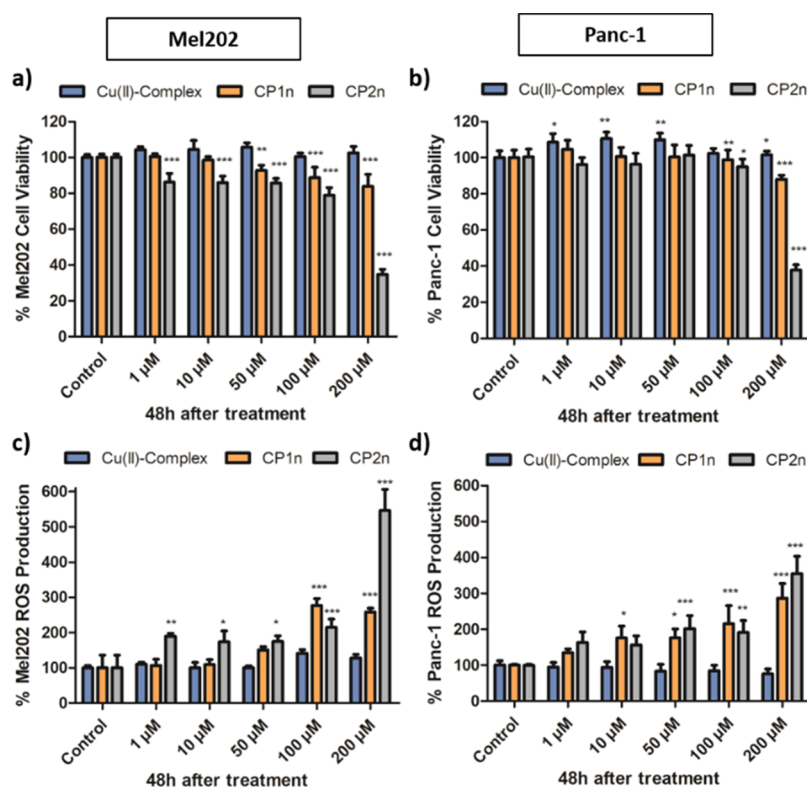 Mel202
Panc-1
a)
Cu(II)-Complex CP1n CP2n
% Mel202 Cell Viability
120
100
80
60
40
20
0
*** *** ** *** *** *** *** ***
Control 1 µM 10 µM 50 µM 100 µM 200 µM
48h after treatment
b)
Cu(II)-Complex CP1n CP2n
% Panc-1 Cell Viability
120
100
80
60
40
20
0
* ** ** ** * * *** ***
Control 1 µM 10 µM 50 µM 100 µM 200 µM
48h after treatment
c)
Cu(II)-Complex CP1n CP2n
% Mel202 ROS Production
600
500
400
300
200
100
0
** * * *** *** *** ***
Control 1 µM 10 µM 50 µM 100 µM 200 µM
48h after treatment
d)
Cu(II)-Complex CP1n CP2n
% Panc-1 ROS Production
600
500
400
300
200
100
0
* * *** *** ** *** ***
Control 1 µM 10 µM 50 µM 100 µM 200 µM
48h after treatment